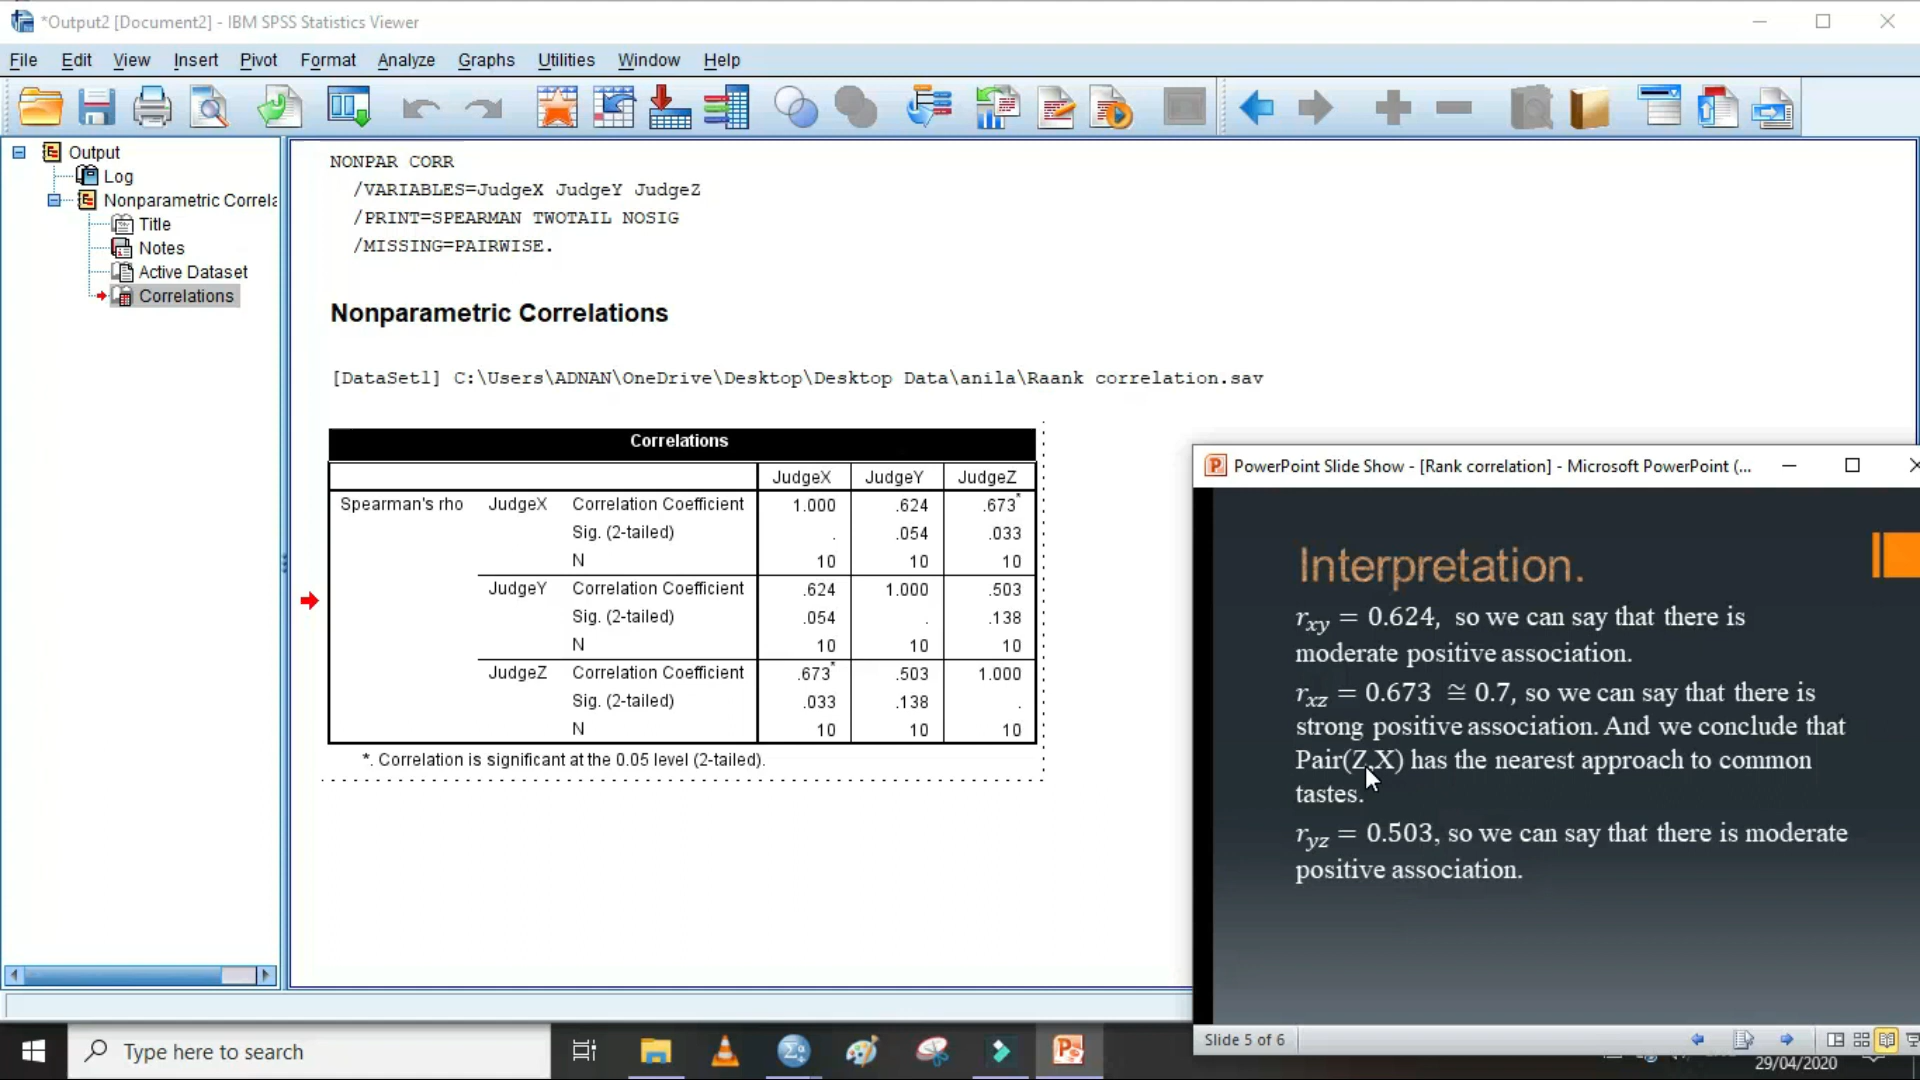 *Output2 [Document2] - IBM SPSS Statistics Viewer
File Edit View Insert Pivot Format Analyze Graphs Utilities Window Help
Output
Log
Nonparametric Correla
Title
Notes
Active Dataset
Correlations
NONPAR CORR
/VARIABLES=JudgeX JudgeY JudgeZ
/PRINT=SPEARMAN TWOTAIL NOSIG
/MISSING=PAIRWISE.
Nonparametric Correlations
[DataSet1] C:\Users\ADNAN\OneDrive\Desktop\Desktop Data\anila\Raank correlation.sav
Correlations
JudgeX JudgeY JudgeZ
Spearman's rho JudgeX Correlation Coefficient 1.000 .624 .673*
Sig. (2-tailed) . .054 .033
N 10 10 10
JudgeY Correlation Coefficient .624 1.000 .503
Sig. (2-tailed) .054 . .138
N 10 10 10
JudgeZ Correlation Coefficient .673* .503 1.000
Sig. (2-tailed) .033 .138 .
N 10 10 10
*. Correlation is significant at the 0.05 level (2-tailed).
PowerPoint Slide Show - [Rank correlation] - Microsoft PowerPoint (...
Interpretation.
r_xy = 0.624, so we can say that there is
moderate positive association.
r_xz = 0.673 ≅ 0.7, so we can say that there is
strong positive association. And we conclude that
Pair(Z,X) has the nearest approach to common
tastes.
r_yz = 0.503, so we can say that there is moderate
positive association.
Slide 5 of 6
Type here to search
29/04/2020